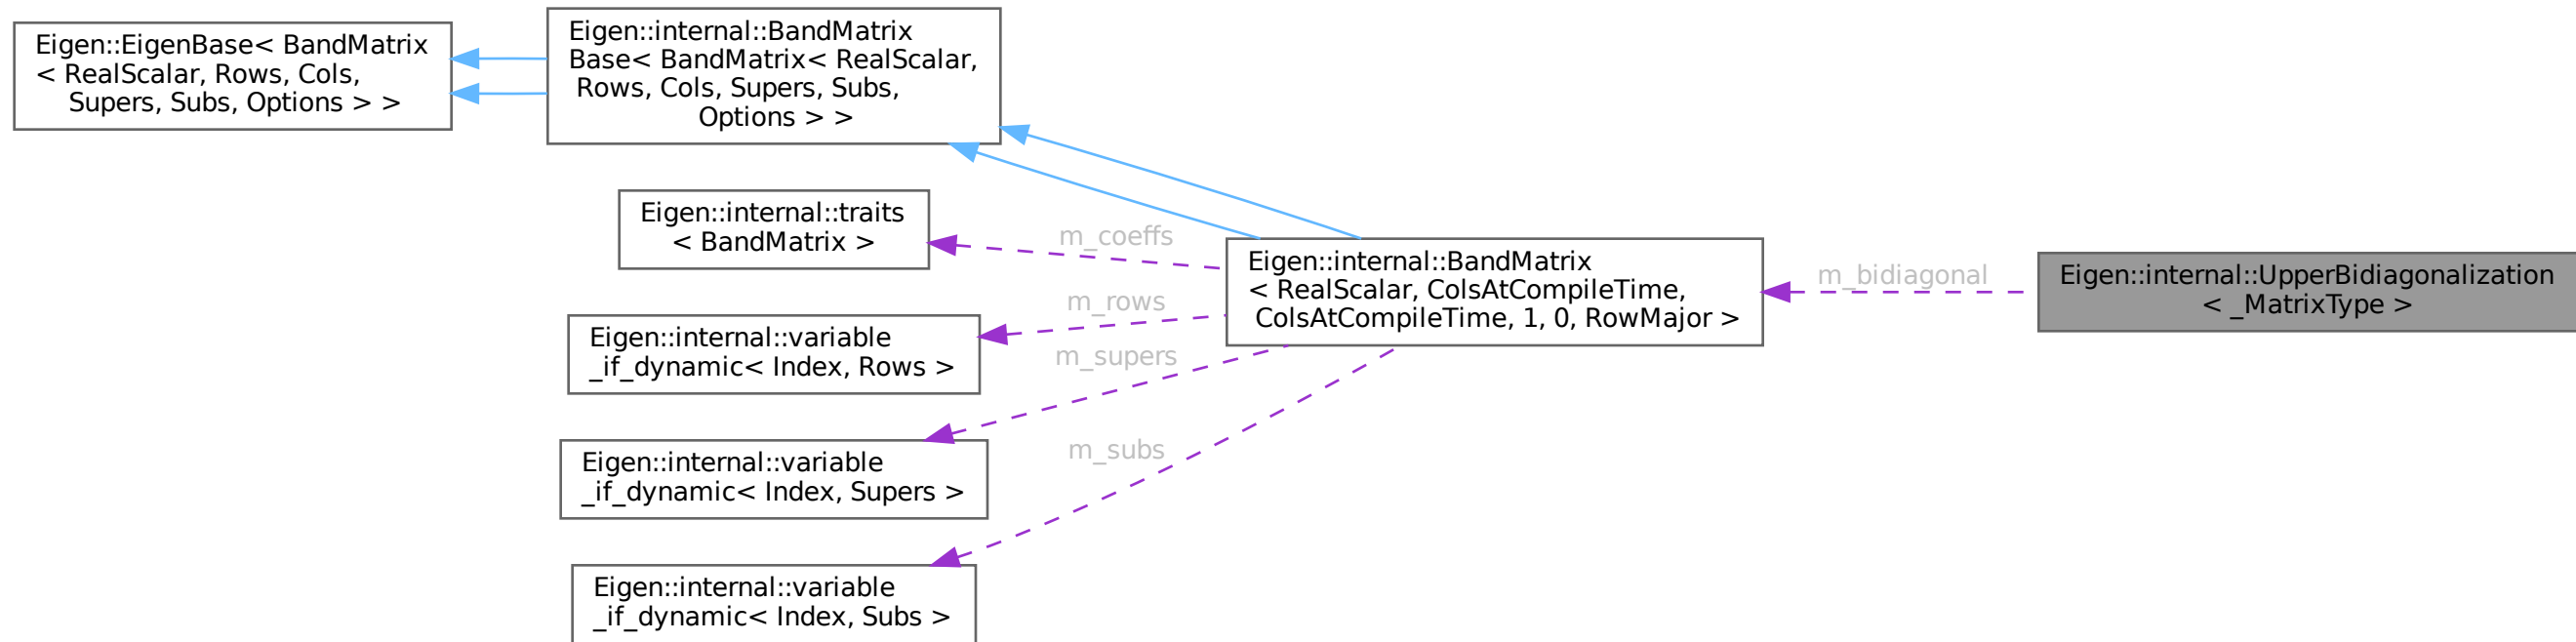 Eigen::EigenBase< BandMatrix
< RealScalar, Rows, Cols,
Supers, Subs, Options > >
Eigen::internal::BandMatrix
Base< BandMatrix< RealScalar,
Rows, Cols, Supers, Subs,
Options > >
Eigen::internal::traits
< BandMatrix >
m_coeffs
Eigen::internal::variable
_if_dynamic< Index, Rows >
m_rows
Eigen::internal::variable
_if_dynamic< Index, Supers >
m_supers
Eigen::internal::variable
_if_dynamic< Index, Subs >
m_subs
Eigen::internal::BandMatrix
< RealScalar, ColsAtCompileTime,
ColsAtCompileTime, 1, 0, RowMajor >
m_bidiagonal
Eigen::internal::UpperBidiagonalization
< _MatrixType >